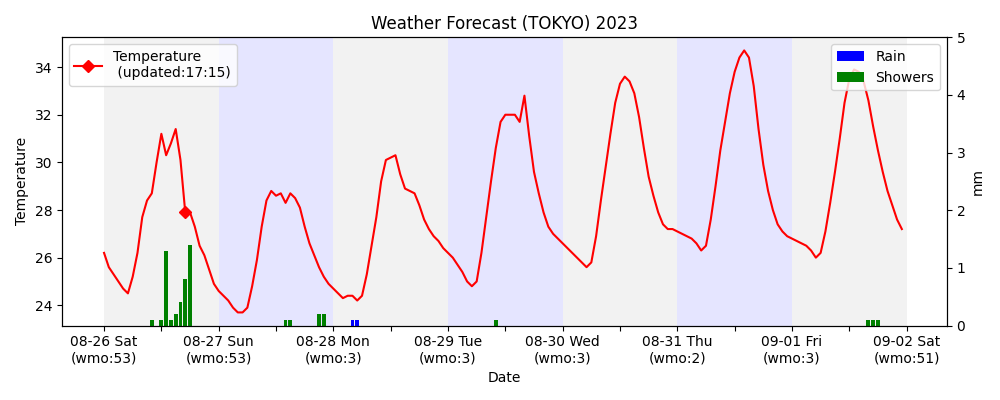 Weather Forecast (TOKYO) 2023
Temperature
(updated:17:15)
Rain
Showers
Temperature
34
32
30
28
26
24
5
4
3
2
1
0
mm
08-26 Sat
(wmo:53)
08-27 Sun
(wmo:53)
08-28 Mon
(wmo:3)
08-29 Tue
(wmo:3)
08-30 Wed
(wmo:3)
08-31 Thu
(wmo:2)
09-01 Fri
(wmo:3)
09-02 Sat
(wmo:51)
Date